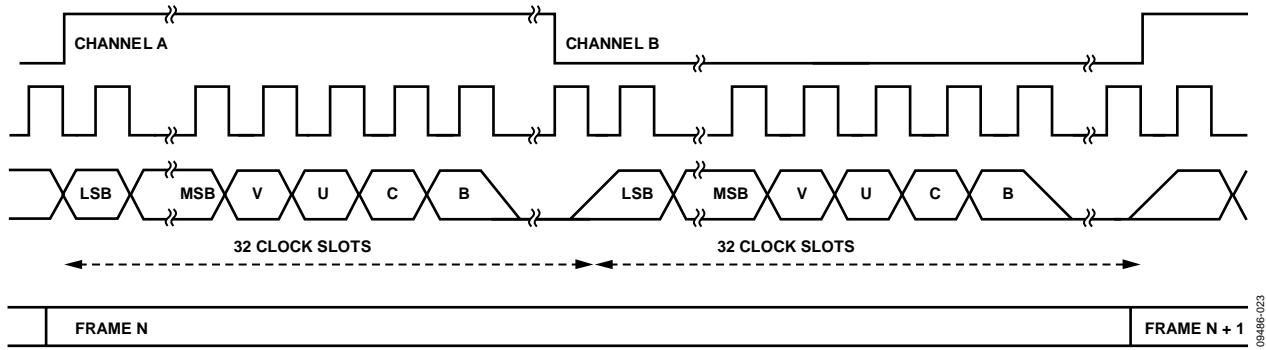 CHANNEL A CHANNEL B
LSB MSB V U C B LSB MSB V U C B
32 CLOCK SLOTS 32 CLOCK SLOTS
FRAME N FRAME N + 1
09486-023